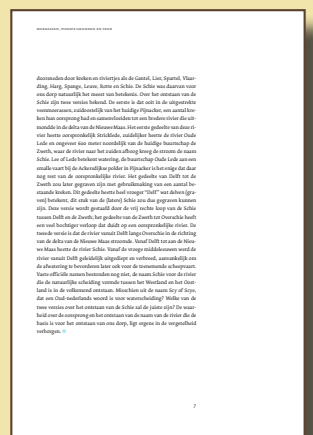 MOERASSEN, WOESTE GRONDEN EN VEEN
doorsneden door kreken en riviertjes als de Gantel, Lier, Spartel, Vlaar-
ding, Harg, Spange, Leuve, Rotte en Schie. De Schie was daarvan voor
ons dorp natuurlijk het meest van betekenis. Over het ontstaan van de
Schie zijn twee versies bekend. De eerste is dat ooit in de uitgestrekte
veenmoerassen, zuidoostelijk van het huidige Pijnacker, een aantal kre-
ken hun oorsprong had en samenvloeiden tot een bredere rivier die uit-
mondde in de delta van de Nieuwe Maas. Het eerste gedeelte van deze ri-
vier heette oorspronkelijk Stricklede, zuidelijker heette de rivier Oude
Lede en ongeveer 600 meter noordelijk van de huidige buurtschap de
Zweth, waar de rivier naar het zuiden afboog kreeg de stroom de naam
Schie. Lee of Lede betekent watering, de buurtschap Oude Lede aan een
smalle vaart bij de Ackersdijkse polder in Pijnacker is het enige dat daar
nog rest van de oorspronkelijke rivier. Het gedeelte van Delft tot de
Zweth zou later gegraven zijn met gebruikmaking van een aantal be-
staande kreken. Dit gedeelte heette heel vroeger "Delf" wat delven (gra-
ven) betekent, dit stuk van de (latere) Schie zou dus gegraven kunnen
zijn. Deze versie wordt gestaafd door de vrij rechte loop van de Schie
tussen Delft en de Zweth; het gedeelte van de Zweth tot Overschie heeft
een veel bochtiger verloop dat duidt op een oorspronkelijke rivier. De
tweede versie is dat de rivier vanuit Delft langs Overschie in de richting
van de delta van de Nieuwe Maas stroomde. Vanaf Delft tot aan de Nieu-
we Maas heette de rivier Schie. Vanaf de vroege middeleeuwen werd de
rivier vanuit Delft geleidelijk uitgediept en verbreed, aanvankelijk om
de afwatering te bevorderen later ook voor de toenemende scheepvaart.
Vaste officiële namen bestonden nog niet, de naam Schie voor de rivier
die de natuurlijke scheiding vormde tussen het Westland en het Oost-
land is in de volksmond ontstaan. Misschien uit de naam Scy of Scye,
dat een Oud-nederlands woord is voor waterscheiding? Welke van de
twee versies over het ontstaan van de Schie zal de juiste zijn? De waar-
heid over de oorsprong en het ontstaan van de naam van de rivier die de
basis is voor het ontstaan van ons dorp, ligt ergens in de vergetelheid
verborgen.
7